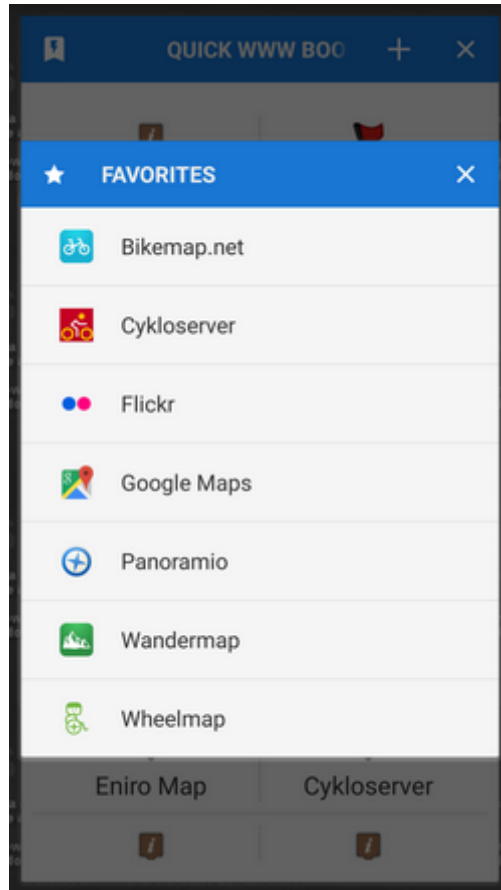 QUICK WWW BOO
FAVORITES
Bikemap.net
Cykloserver
Flickr
Google Maps
Panoramio
Wandermap
Wheelmap
Eniro Map
Cykloserver